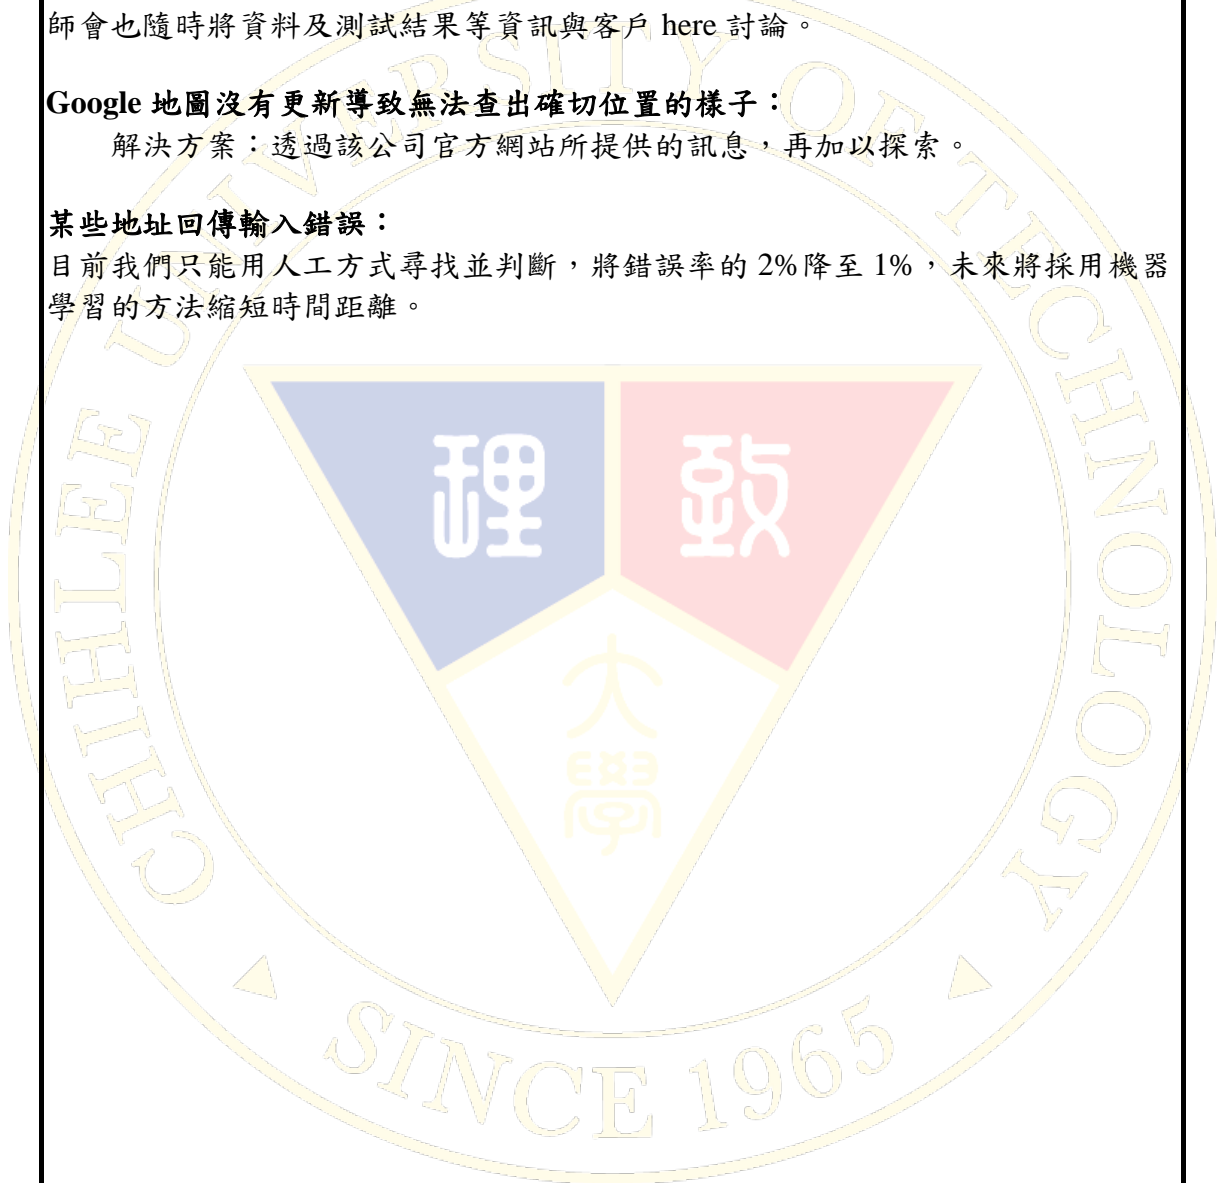 師會也隨時將資料及測試結果等資訊與客戶 here 討論。
Google 地圖沒有更新導致無法查出確切位置的樣子：
解決方案：透過該公司官方網站所提供的訊息，再加以探索。
某些地址回傳輸入錯誤：
目前我們只能用人工方式尋找並判斷，將錯誤率的 2%降至 1%，未來將採用機器
學習的方法縮短時間距離。
CHIHLEE UNIVERSITY OF TECHNOLOGY
理 致
大
學
SINCE 1965